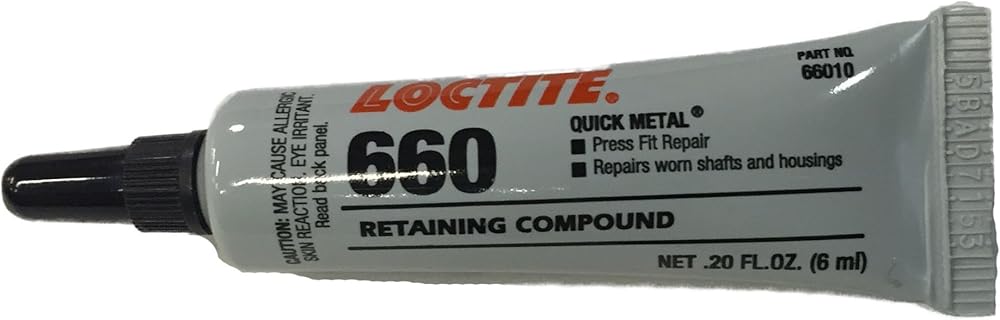 CAUTION: MAY CAUSE ALLERGIC
SKIN REACTION. EYE IRRITANT.
Read back panel.
LOCTITE.
660
QUICK METAL®
■ Press Fit Repair
■ Repairs worn shafts and housings
RETAINING COMPOUND
NET .20 FL.OZ. (6 ml)
PART NO.
66010